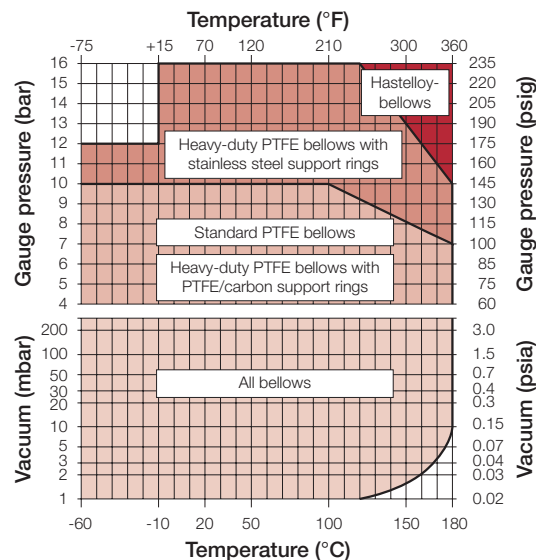 Temperature (°F)
-75 +15 70 120 210 300 360
Gauge pressure (bar)
16
15
14
13
12
11
10
9
8
7
6
5
4
235
220
205
190
175
160
145
130
115
100
85
75
60
Gauge pressure (psig)
Hastelloy-
bellows
Heavy-duty PTFE bellows with
stainless steel support rings
Standard PTFE bellows
Heavy-duty PTFE bellows with
PTFE/carbon support rings
Vacuum (mbar)
200
100
50
30
20
10
5
3
2
1
All bellows
3.0
1.5
0.7
0.4
0.3
0.15
0.07
0.04
0.03
0.02
Vacuum (psia)
-60 -10 20 50 100 150 180
Temperature (°C)